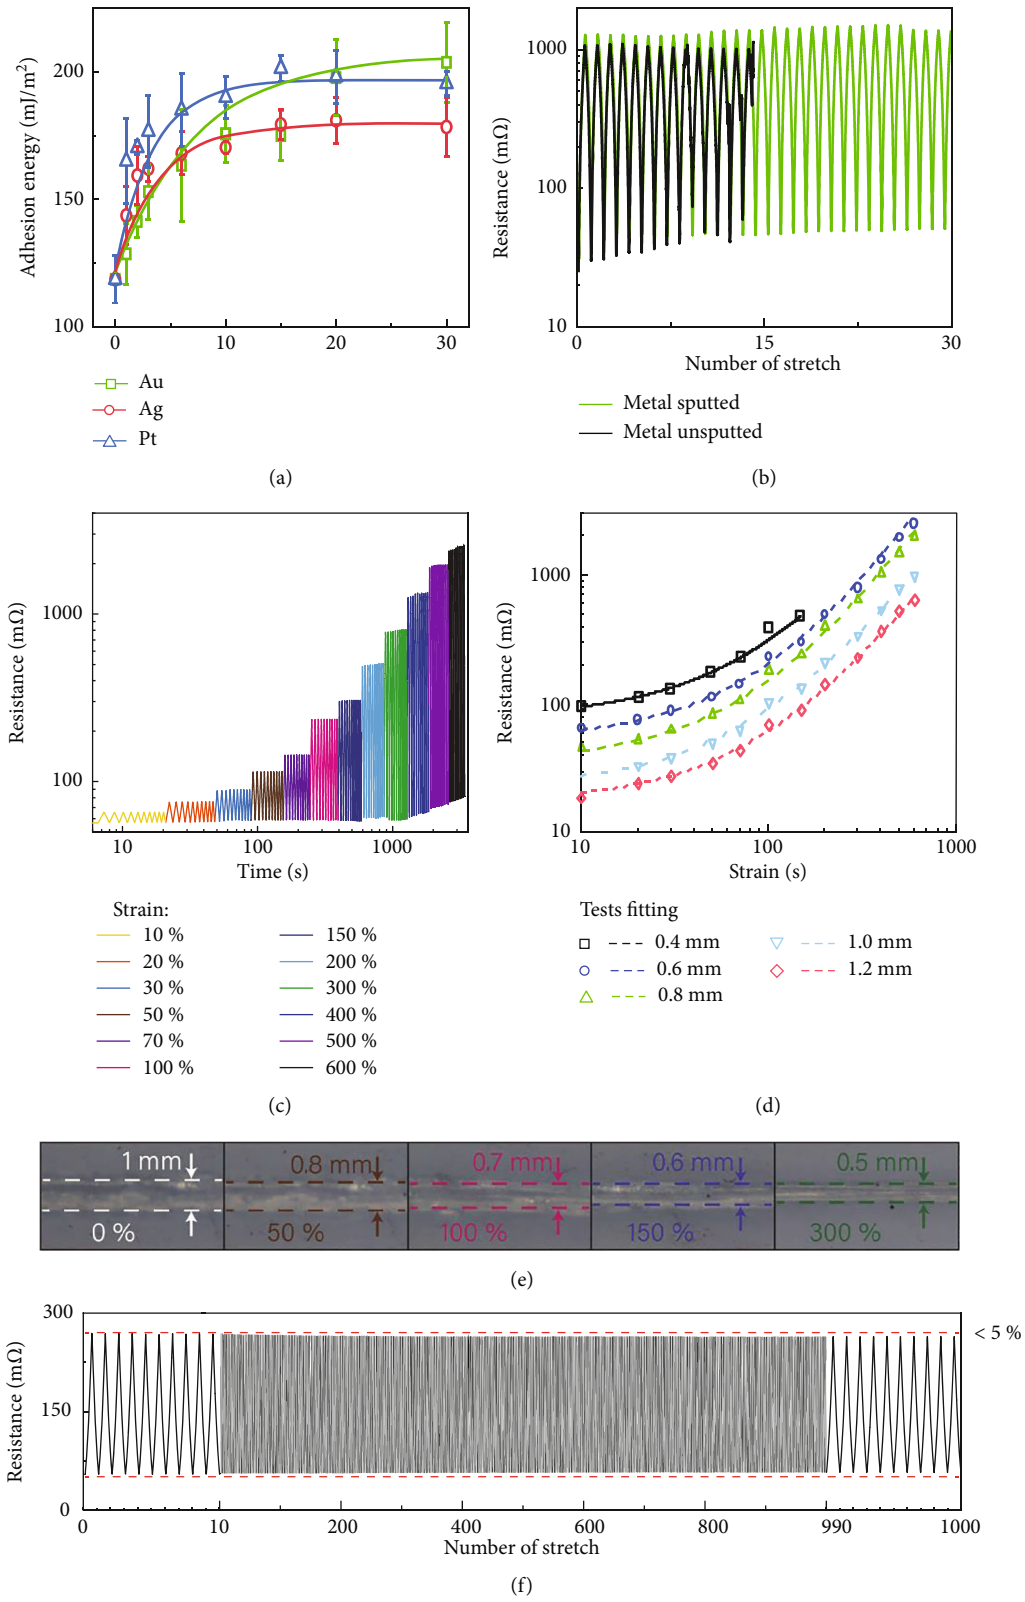 200
150
100
Adhesion energy (mJ/m²)
0 10 20 30
Au
Ag
Pt
(a)
1000
100
10
Resistance (mΩ)
0 15 30
Number of stretch
Metal sputted
Metal unsputted
(b)
1000
100
Resistance (mΩ)
10 100 1000
Time (s)
Strain:
10 % 150 %
20 % 200 %
30 % 300 %
50 % 400 %
70 % 500 %
100 % 600 %
(c)
1000
100
10
Resistance (mΩ)
10 100 1000
Strain (s)
Tests fitting
0.4 mm 1.0 mm
0.6 mm 1.2 mm
0.8 mm
(d)
1 mm 0.8 mm 0.7 mm 0.6 mm 0.5 mm
0 % 50 % 100 % 150 % 300 %
(e)
300
150
0
Resistance (mΩ)
< 5 %
0 10 200 400 600 800 990 1000
Number of stretch
(f)